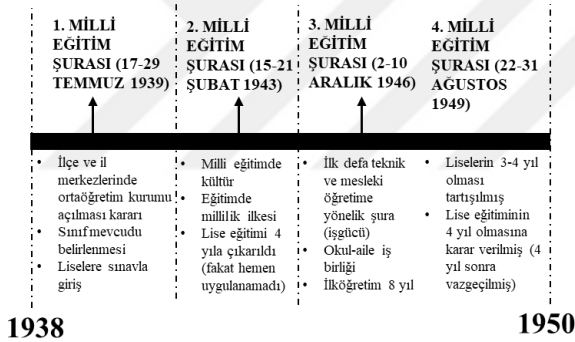 1. MİLLİ
EĞİTİM
ŞURASI (17-29
TEMMUZ 1939)
2. MİLLİ
EĞİTİM
ŞURASI (15-21
ŞUBAT 1943)
3. MİLLİ
EĞİTİM
ŞURASI (2-10
ARALIK 1946)
4. MİLLİ
EĞİTİM
ŞURASI (22-31
AĞUSTOS
1949)
• İlçe ve il
merkezlerinde
ortaöğretim kurumu
açılması kararı
• Sınıf mevcudu
belirlenmesi
• Liselere sınavla
giriş
• Milli eğitimde
kültür
• Eğitimde
millilik ilkesi
• Lise eğitimi 4
yıla çıkarıldı
(fakat hemen
uygulanamadı)
• İlk defa teknik
ve mesleki
öğretime
yönelik şura
(işgücü)
• Okul-aile iş
birliği
• İlköğretim 8 yıl
• Liselerin 3-4 yıl
olması
tartışılmış
• Lise eğitiminin
4 yıl olmasına
karar verilmiş (4
yıl sonra
vazgeçilmiş)
1938
1950